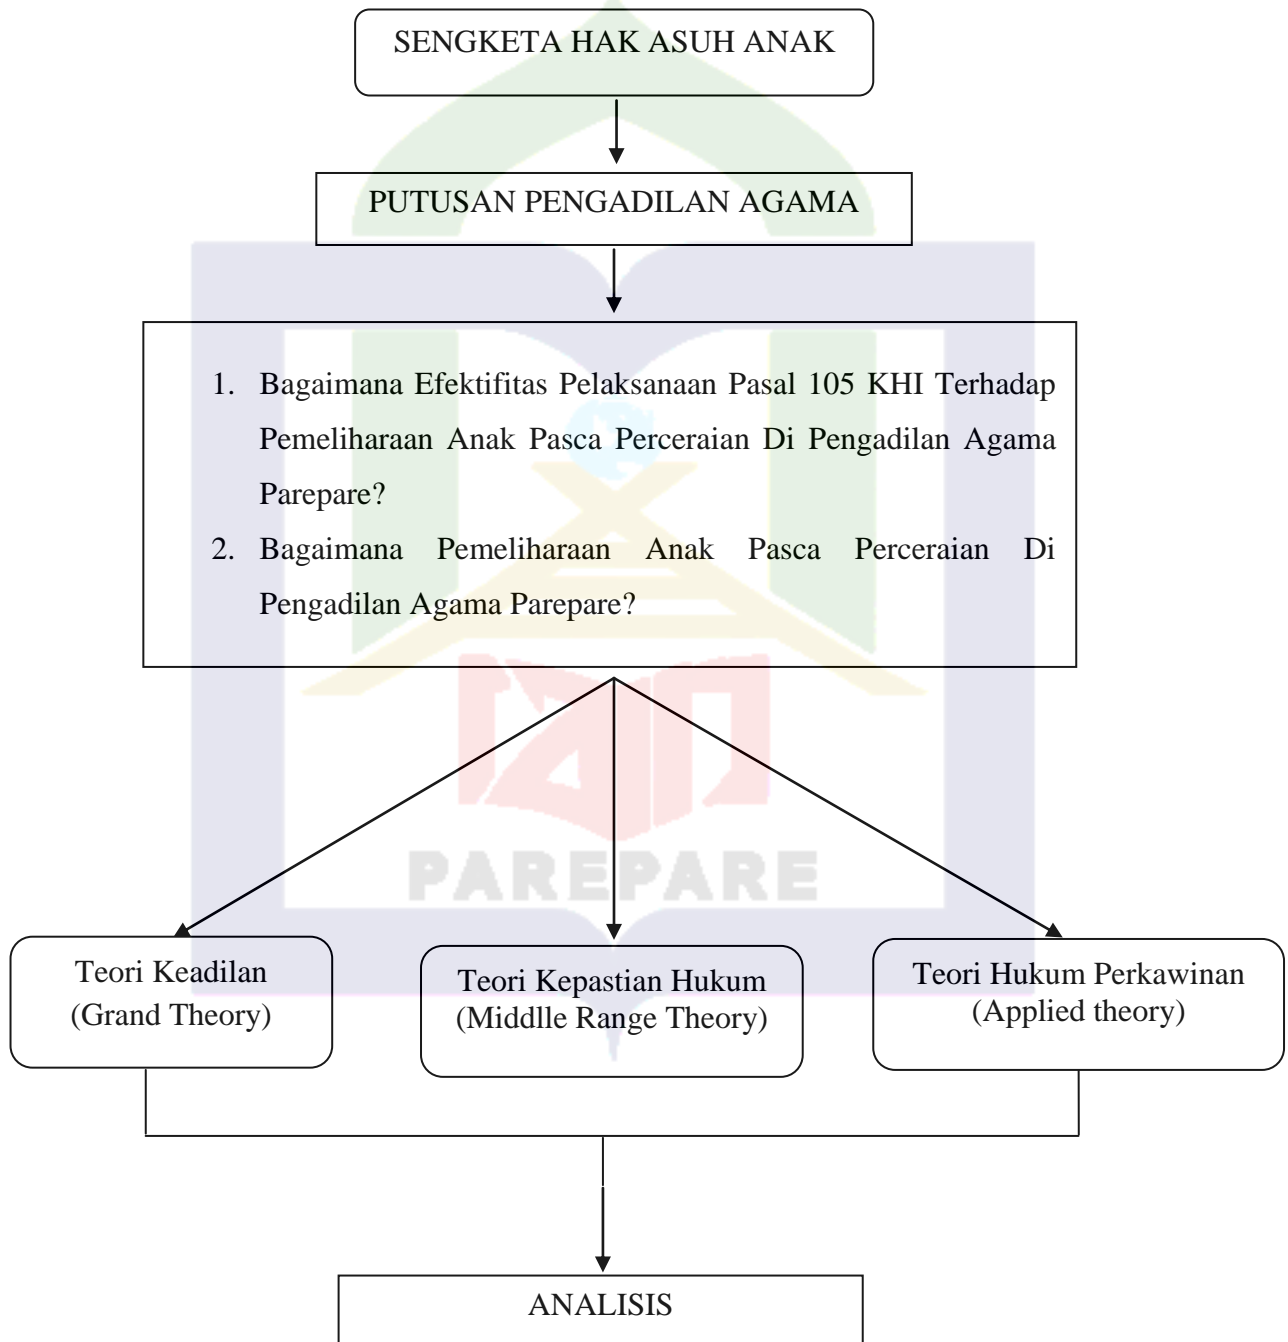 SENGKETA HAK ASUH ANAK
PUTUSAN PENGADILAN AGAMA
1. Bagaimana Efektifitas Pelaksanaan Pasal 105 KHI Terhadap
Pemeliharaan Anak Pasca Perceraian Di Pengadilan Agama
Parepare?
2. Bagaimana Pemeliharaan Anak Pasca Perceraian Di
Pengadilan Agama Parepare?
PAREPARE
Teori Keadilan
(Grand Theory)
Teori Kepastian Hukum
(Middlle Range Theory)
Teori Hukum Perkawinan
(Applied theory)
ANALISIS